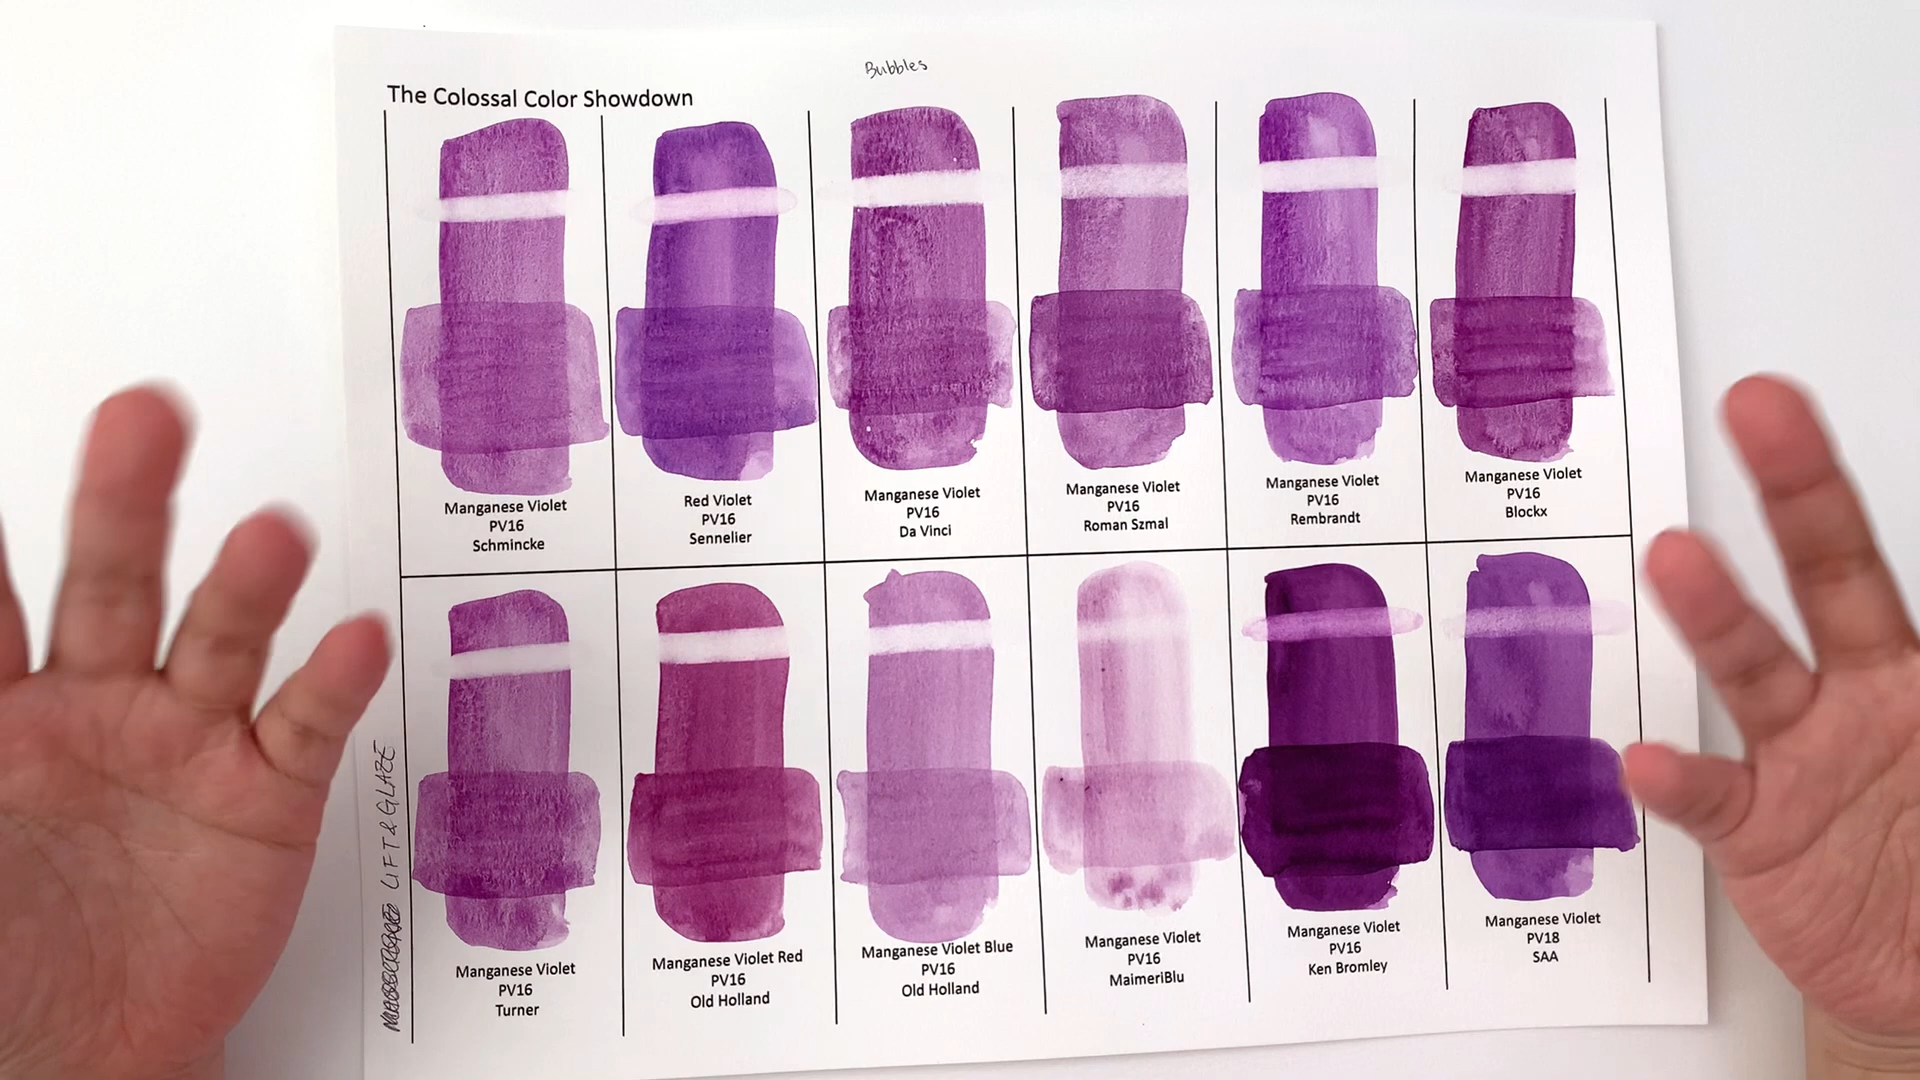 Bubbles
The Colossal Color Showdown
Manganese Violet
PV16
Schmincke
Red Violet
PV16
Sennelier
Manganese Violet
PV16
Da Vinci
Manganese Violet
PV16
Roman Szmal
Manganese Violet
PV16
Rembrandt
Manganese Violet
PV16
Blockx
Manganese Violet
PV16
Turner
Manganese Violet Red
PV16
Old Holland
Manganese Violet Blue
PV16
Old Holland
Manganese Violet
PV16
MaimeriBlu
Manganese Violet
PV16
Ken Bromley
Manganese Violet
PV18
SAA
LIFT & GLAZE